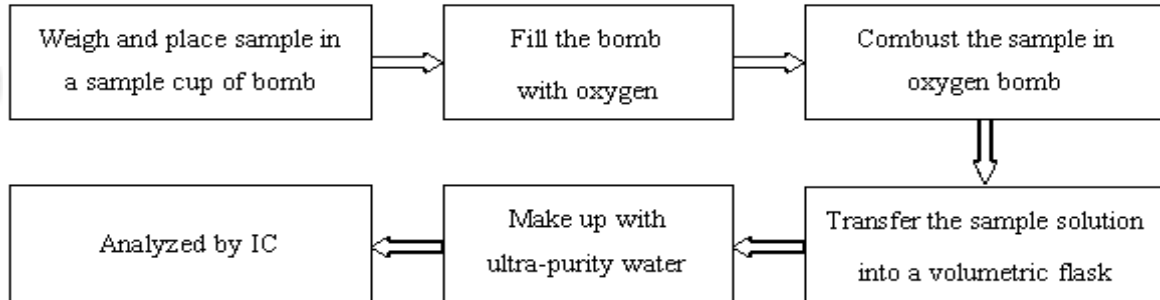 Weigh and place sample in
a sample cup of bomb
Fill the bomb
with oxygen
Combust the sample in
oxygen bomb
Transfer the sample solution
into a volumetric flask
Make up with
ultra-purity water
Analyzed by IC